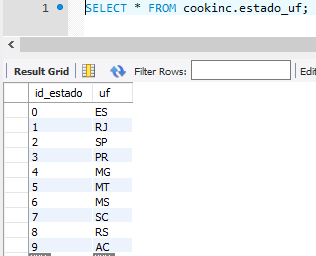 1 SELECT * FROM cookinc.estado_uf;
Result Grid Filter Rows: Edit
id_estado uf
0 ES
1 RJ
2 SP
3 PR
4 MG
5 MT
6 MS
7 SC
8 RS
9 AC